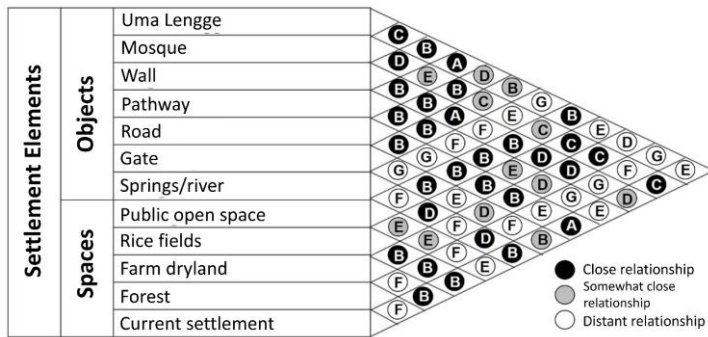 Settlement Elements
Objects
Spaces
Uma Lengge
C
Mosque B
D A
Wall E D
B B B
Pathway B C G
B A E B
Road B F C E
B F B C D
Gate G B D C G
G B E D F E
Springs/river B B D G C
F E B G D
Public open space D D E E
E F F A
Rice fields E D B
B F B
Farm dryland B E
F B
Forest B
F
Current settlement
Close relationship
Somewhat close
relationship
Distant relationship